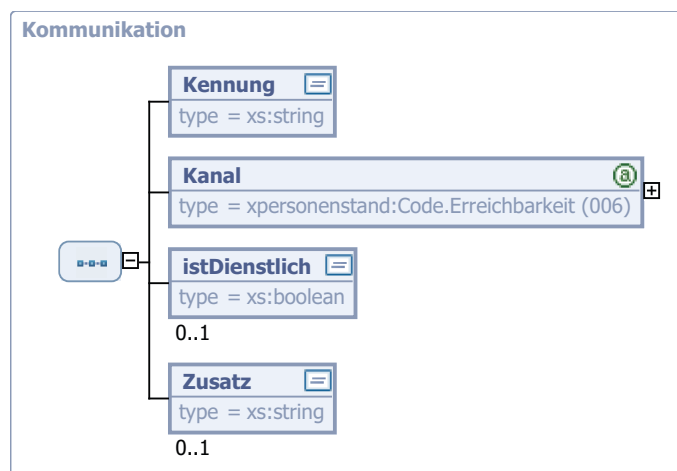 Kommunikation
Kennung
type = xs:string
Kanal
type = xpersonenstand:Code.Erreichbarkeit (006)
istDienstlich
type = xs:boolean
0..1
Zusatz
type = xs:string
0..1